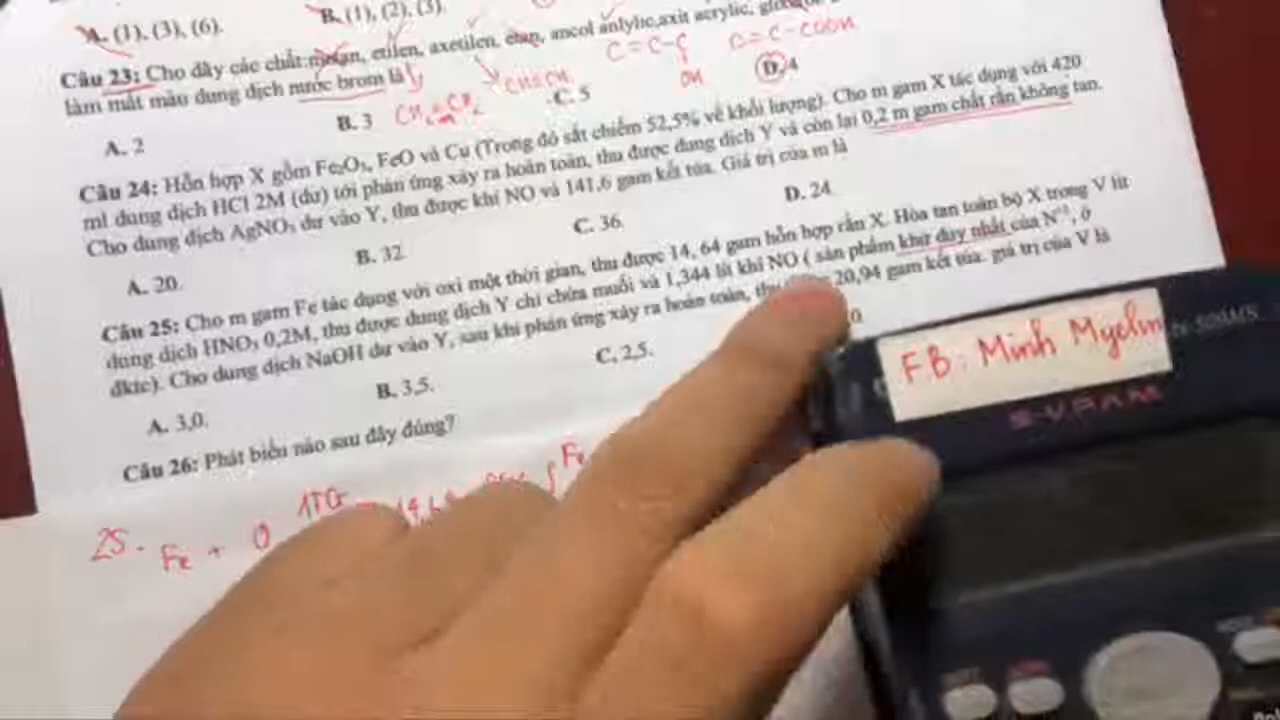 A. (1), (3), (6).
B. (1), (2), (3).
Câu 23: Cho dãy các chất: metan, etilen, axetilen, etan, ancol anlylic,axit acrylic,
làm mất màu dung dịch nước brom là
C=C-C
OH
C=C-COOH
CH≡CH
CH2=CH2
A. 2
B. 3
C. 5
D. 4
Câu 24: Hỗn hợp X gồm Fe2O3, FeO và Cu (Trong đó sắt chiếm 52,5% về khối lượng). Cho m gam X tác dụng với 420
ml dung dịch HCl 2M (dư) tới phản ứng xảy ra hoàn toàn, thu được dung dịch Y và còn lại 0,2 m gam chất rắn không tan.
Cho dung dịch AgNO3 dư vào Y, thu được khí NO và 141,6 gam kết tủa. Giá trị của m là
A. 20.
B. 32
C. 36.
D. 24.
Câu 25: Cho m gam Fe tác dụng với oxi một thời gian, thu được 14, 64 gam hỗn hợp rắn X. Hòa tan toàn bộ X trong V lít
dung dịch HNO3 0,2M, thu được dung dịch Y chỉ chứa muối và 1,344 lít khí NO ( sản phẩm khử duy nhất của N+5, ở
đktc). Cho dung dịch NaOH dư vào Y, sau khi phản ứng xảy ra hoàn toàn, 20,94 gam kết tủa. giá trị của V là
A. 3,0.
B. 3,5.
C. 2,5.
Câu 26: Phát biểu nào sau đây đúng?
25. Fe + O 1TG
Fe
FB: Minh Myelin